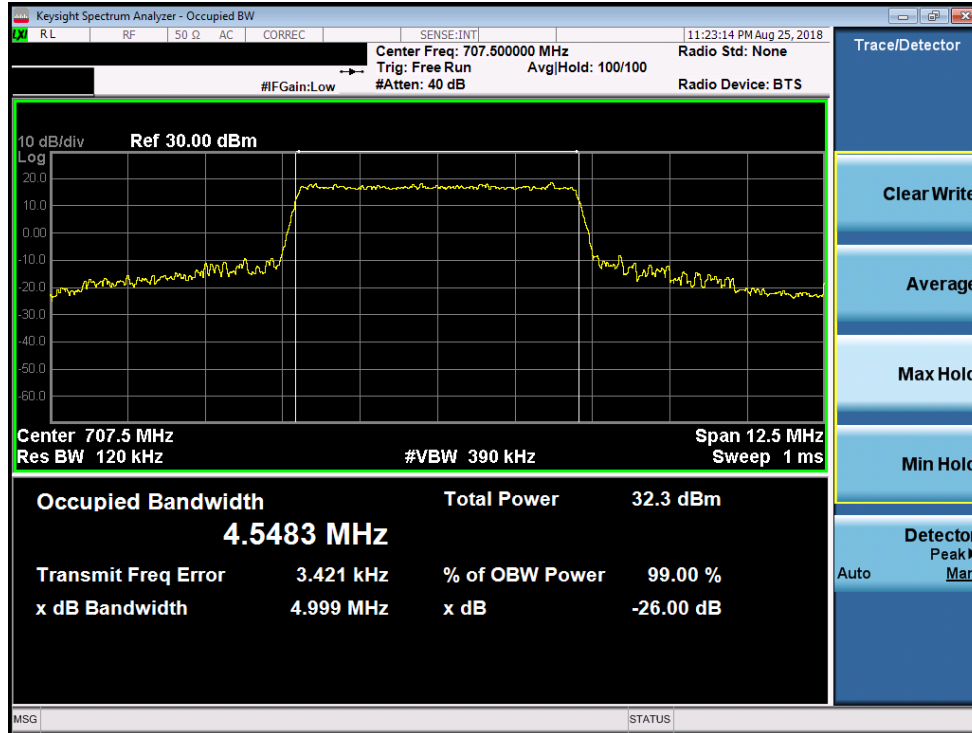 Keysight Spectrum Analyzer - Occupied BW
LXI RL RF 50 Ω AC CORREC SENSE:INT 11:23:14 PM Aug 25, 2018
Center Freq: 707.500000 MHz Radio Std: None
Trig: Free Run Avg|Hold: 100/100
#IFGain:Low #Atten: 40 dB Radio Device: BTS
10 dB/div Ref 30.00 dBm
Log
20.0
10.0
0.00
-10.0
-20.0
-30.0
-40.0
-50.0
-60.0
Center 707.5 MHz Span 12.5 MHz
Res BW 120 kHz #VBW 390 kHz Sweep 1 ms
Occupied Bandwidth Total Power 32.3 dBm
4.5483 MHz
Transmit Freq Error 3.421 kHz % of OBW Power 99.00 %
x dB Bandwidth 4.999 MHz x dB -26.00 dB
MSG STATUS
Trace/Detector
Clear Write
Average
Max Hold
Min Hold
Detector
Peak
Auto Man